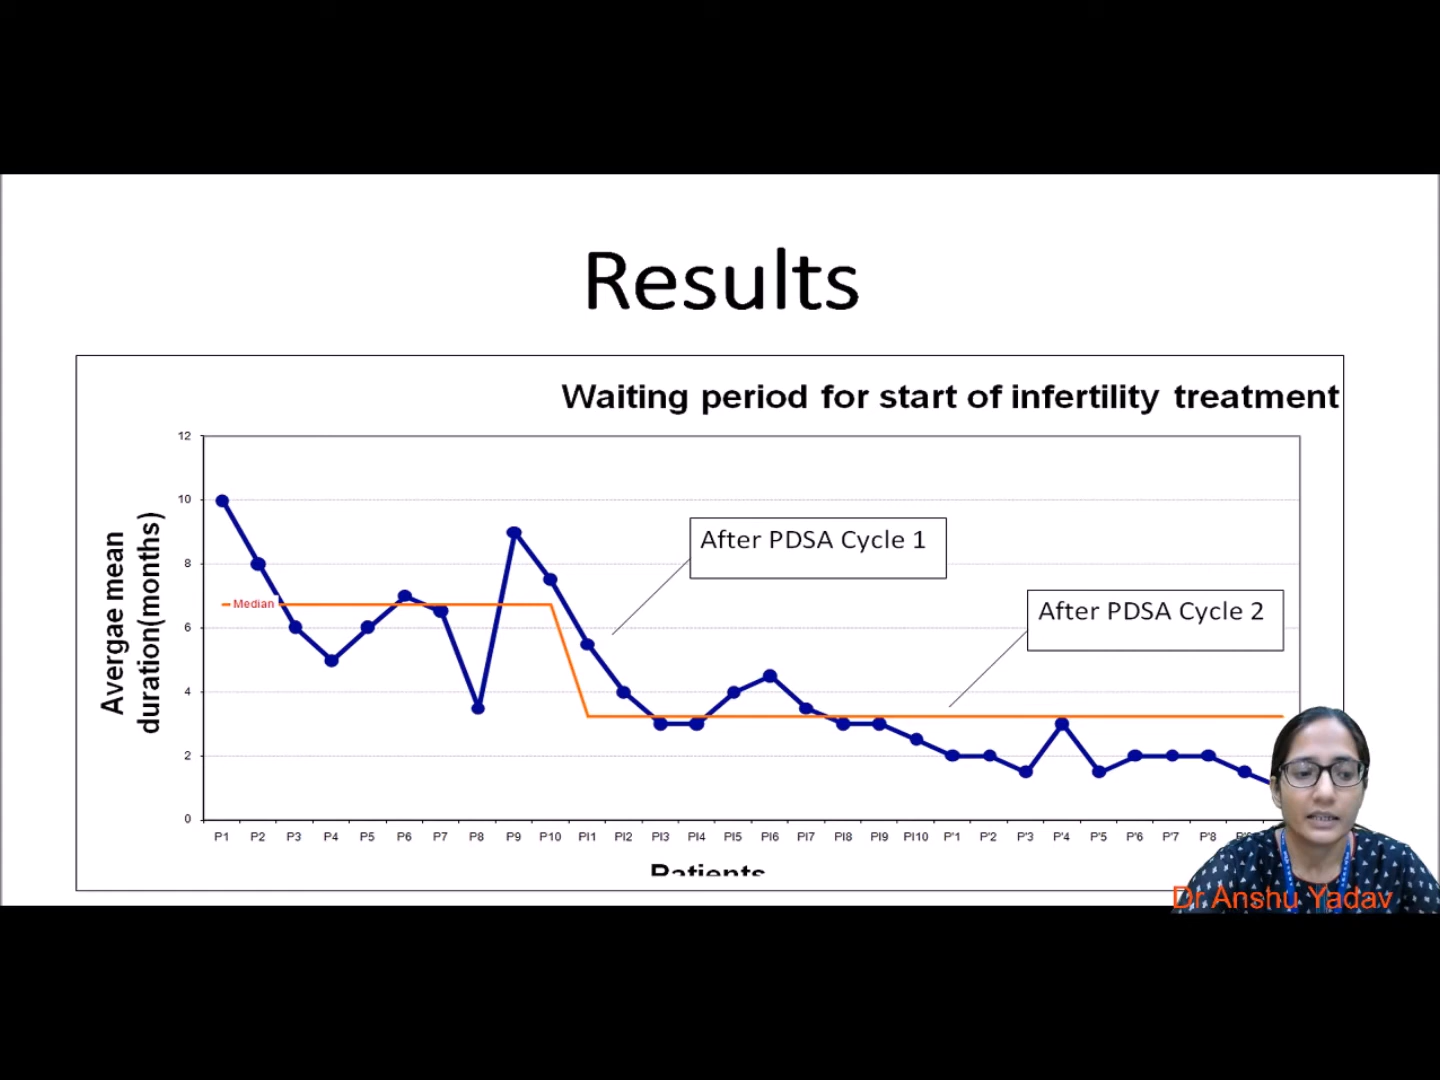 Results
Waiting period for start of infertility treatment
Avergae mean
duration(months)
12
10
8
6
4
2
0
Median
After PDSA Cycle 1
After PDSA Cycle 2
P1 P2 P3 P4 P5 P6 P7 P8 P9 P10 PI1 PI2 PI3 PI4 PI5 PI6 PI7 PI8 PI9 PI10 P'1 P'2 P'3 P'4 P'5 P'6 P'7 P'8
Patients
Dr Anshu Yadav